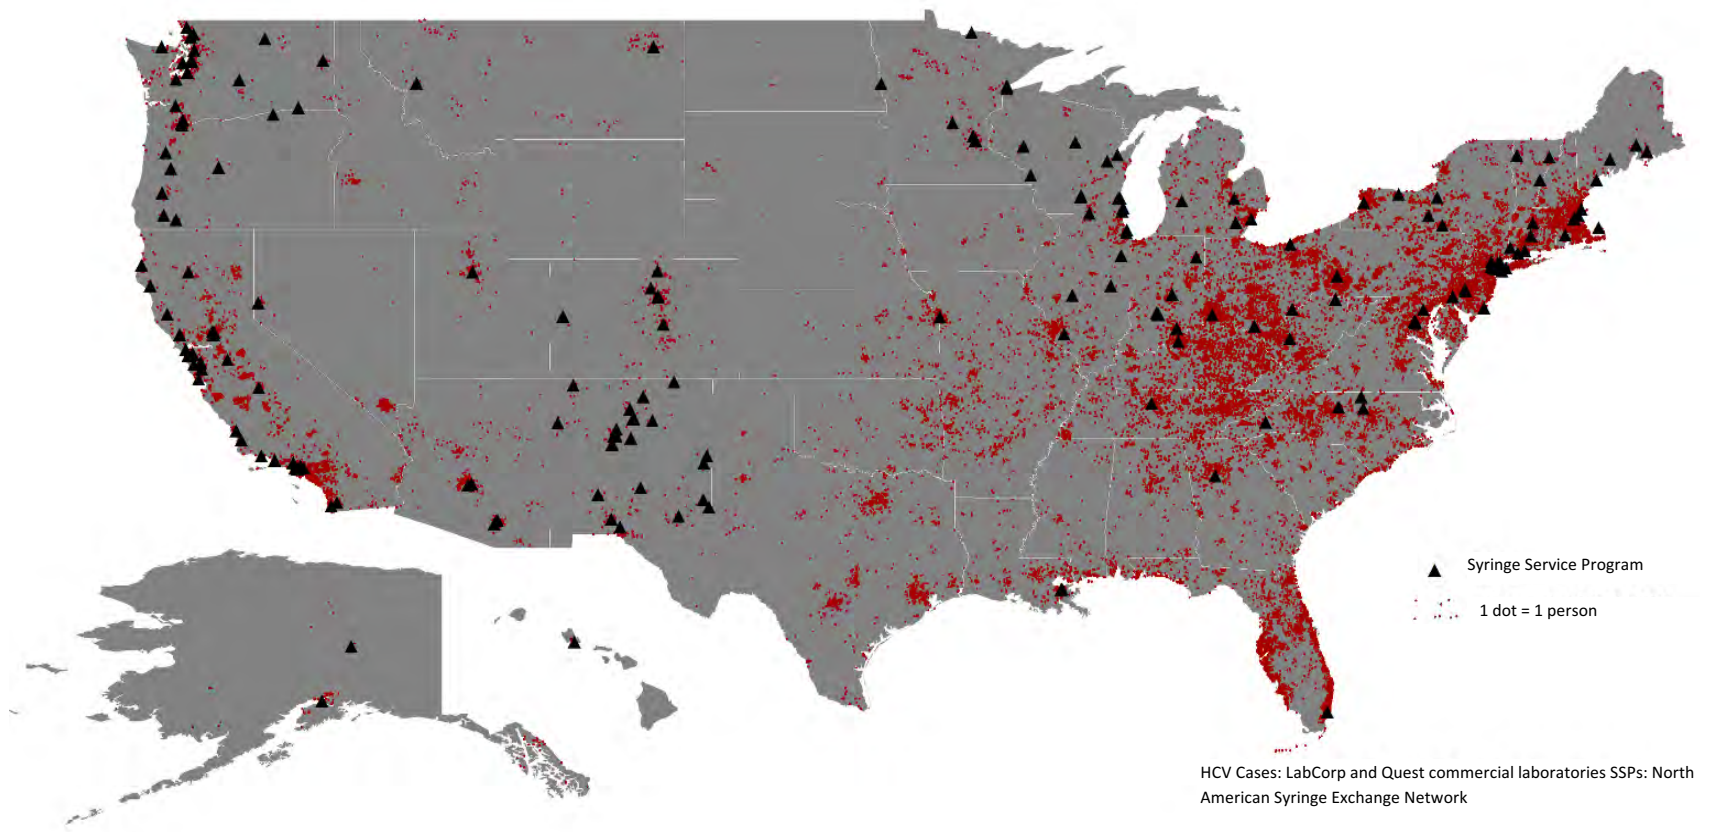 Syringe Service Program
1 dot = 1 person
HCV Cases: LabCorp and Quest commercial laboratories SSPs: North
American Syringe Exchange Network